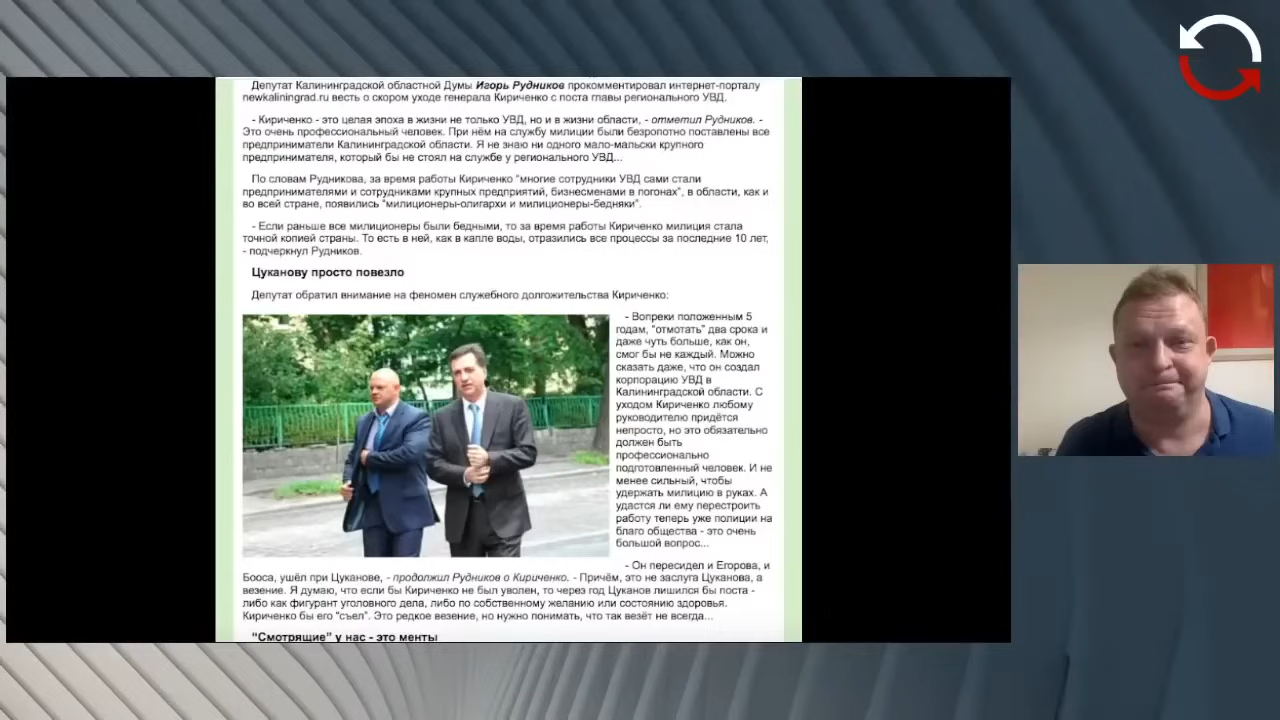 Депутат Калининградской областной Думы Игорь Рудников прокомментировал интернет-порталу
newkaliningrad.ru весть о скором уходе генерала Кириченко с поста главы регионального УВД.
- Кириченко - это целая эпоха в жизни не только УВД, но и в жизни области, - отметил Рудников. -
Это очень профессиональный человек. При нём на службу милиции были безропотно поставлены все
предприниматели Калининградской области. Я не знаю ни одного мало-мальски крупного
предпринимателя, который бы не стоял на службе у регионального УВД...
По словам Рудникова, за время работы Кириченко "многие сотрудники УВД сами стали
предпринимателями и сотрудниками крупных предприятий, бизнесменами в погонах", в области, как и
во всей стране, появились "милиционеры-олигархи и милиционеры-бедняки".
- Если раньше все милиционеры были бедными, то за время работы Кириченко милиция стала
точной копией страны. То есть в ней, как в капле воды, отразились все процессы за последние 10 лет,
- подчеркнул Рудников.
Цуканову просто повезло
Депутат обратил внимание на феномен служебного долгожительства Кириченко:
- Вопреки положенным 5
годам, "отмотать" два срока и
даже чуть больше, как он,
смог бы не каждый. Можно
сказать даже, что он создал
корпорацию УВД в
Калининградской области. С
уходом Кириченко любому
руководителю придётся
непросто, но это обязательно
должен быть
профессионально
подготовленный человек. И не
менее сильный, чтобы
удержать милицию в руках. А
удастся ли ему перестроить
работу теперь уже полиции на
благо общества - это очень
большой вопрос...
- Он пересидел и Егорова, и
Бооса, ушёл при Цуканове, - продолжил Рудников о Кириченко. - Причём, это не заслуга Цуканова, а
везение. Я думаю, что если бы Кириченко не был уволен, то через год Цуканов лишился бы поста -
либо как фигурант уголовного дела, либо по собственному желанию или состоянию здоровья.
Кириченко бы его "съел". Это редкое везение, но нужно понимать, что так везёт не всегда...
"Смотрящие" у нас - это менты